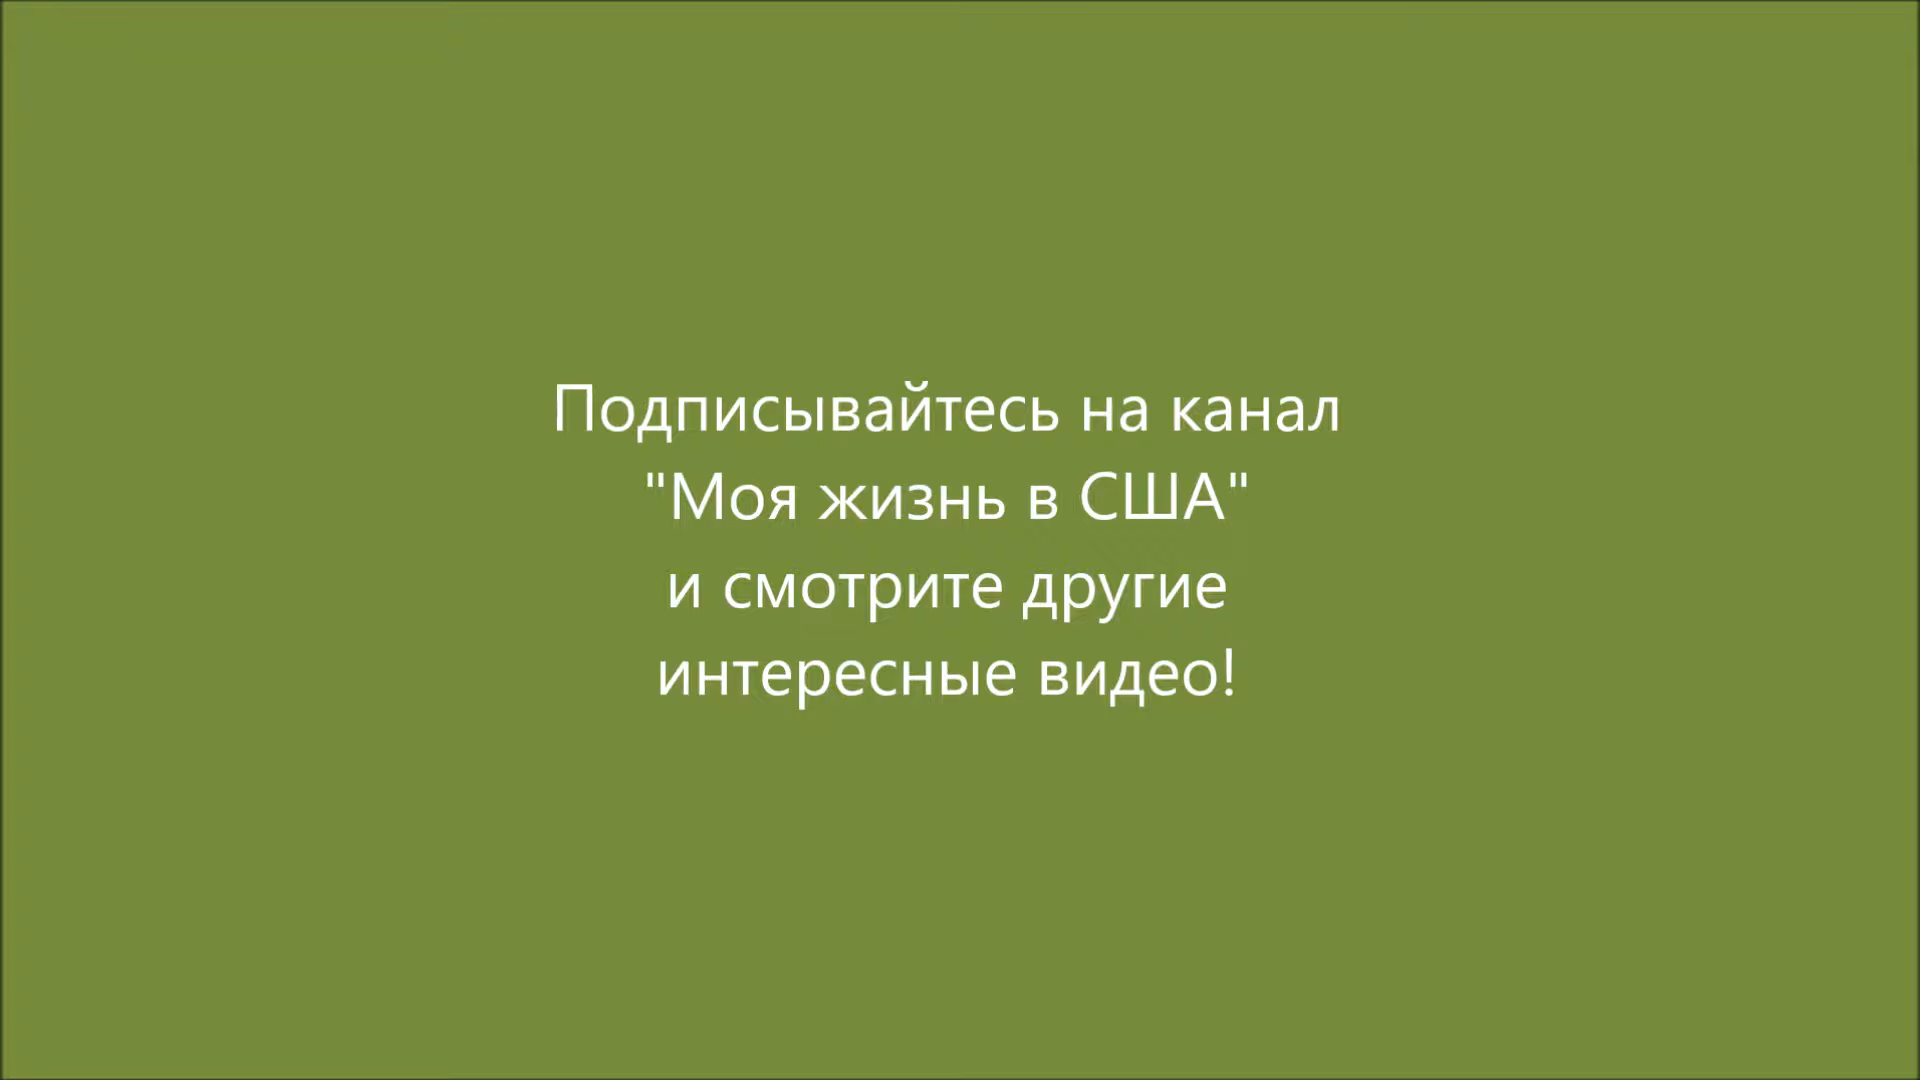 Подписывайтесь на канал
"Моя жизнь в США"
и смотрите другие
интересные видео!